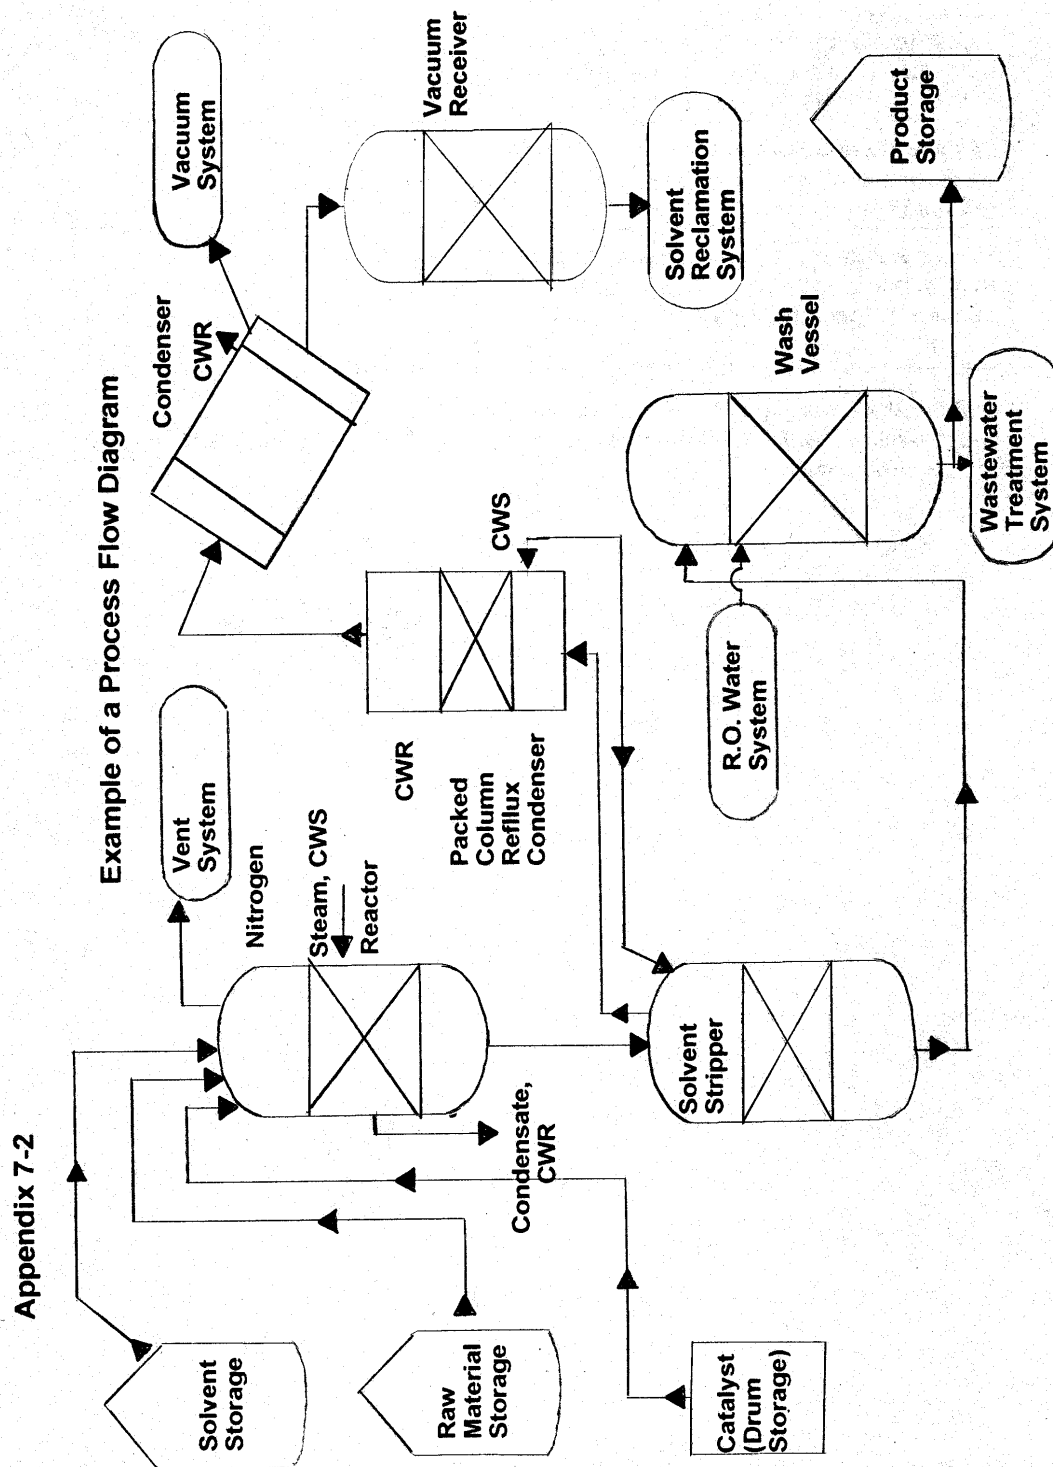 Appendix 7-2
Example of a Process Flow Diagram
Solvent
Storage
Raw
Material
Storage
Catalyst
(Drum
Storage)
Vent
System
Nitrogen
Steam, CWS
Reactor
Condensate,
CWR
Solvent
Stripper
CWR
Packed
Column
Refllux
Condenser
CWS
Condenser
CWR
Vacuum
System
Vacuum
Receiver
Solvent
Reclamation
System
R.O. Water
System
Wash
Vessel
Wastewater
Treatment
System
Product
Storage